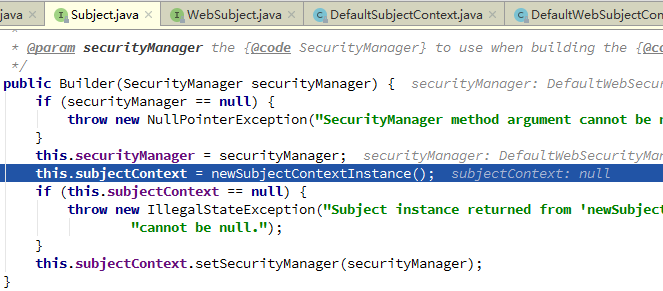 java Subject.java WebSubject.java DefaultSubjectContext.java DefaultWebSubjectCon
*
* @param securityManager the {@code SecurityManager} to use when building the {@co
*/
public Builder(SecurityManager securityManager) { securityManager: DefaultWebSecur
if (securityManager == null) {
throw new NullPointerException("SecurityManager method argument cannot be n
}
this.securityManager = securityManager; securityManager: DefaultWebSecurityMan
this.subjectContext = newSubjectContextInstance(); subjectContext: null
if (this.subjectContext == null) {
throw new IllegalStateException("Subject instance returned from 'newSubject
"cannot be null.");
}
this.subjectContext.setSecurityManager(securityManager);
}